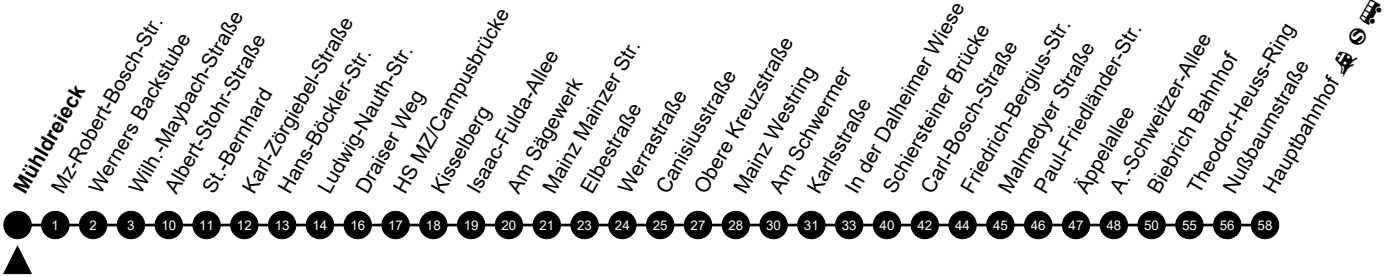 Mühldreieck
Mz-Robert-Bosch-Str.
Werners Backstube
Wilh.-Maybach-Straße
Albert-Stohr-Straße
St.-Bernhard
Karl-Zörgiebel-Straße
Hans-Böckler-Str.
Ludwig-Nauth-Str.
Draiser Weg
HS MZ/Campusbrücke
Kisselberg
Isaac-Fulda-Allee
Am Sägewerk
Mainz Mainzer Str.
Elbestraße
Werrastraße
Canisiusstraße
Obere Kreuzstraße
Mainz Westring
Am Schwermer
Karlsstraße
In der Dalheimer Wiese
Schiersteiner Brücke
Carl-Bosch-Straße
Friedrich-Bergius-Str.
Malmedyer Straße
Paul-Friedländer-Str.
Äppelallee
A.-Schweitzer-Allee
Biebrich Bahnhof
Theodor-Heuss-Ring
Nußbaumstraße
Hauptbahnhof S
1 2 3 10 11 12 13 14 16 17 18 19 20 21 23 24 25 27 28 30 31 33 40 42 44 45 46 47 48 50 55 56 58